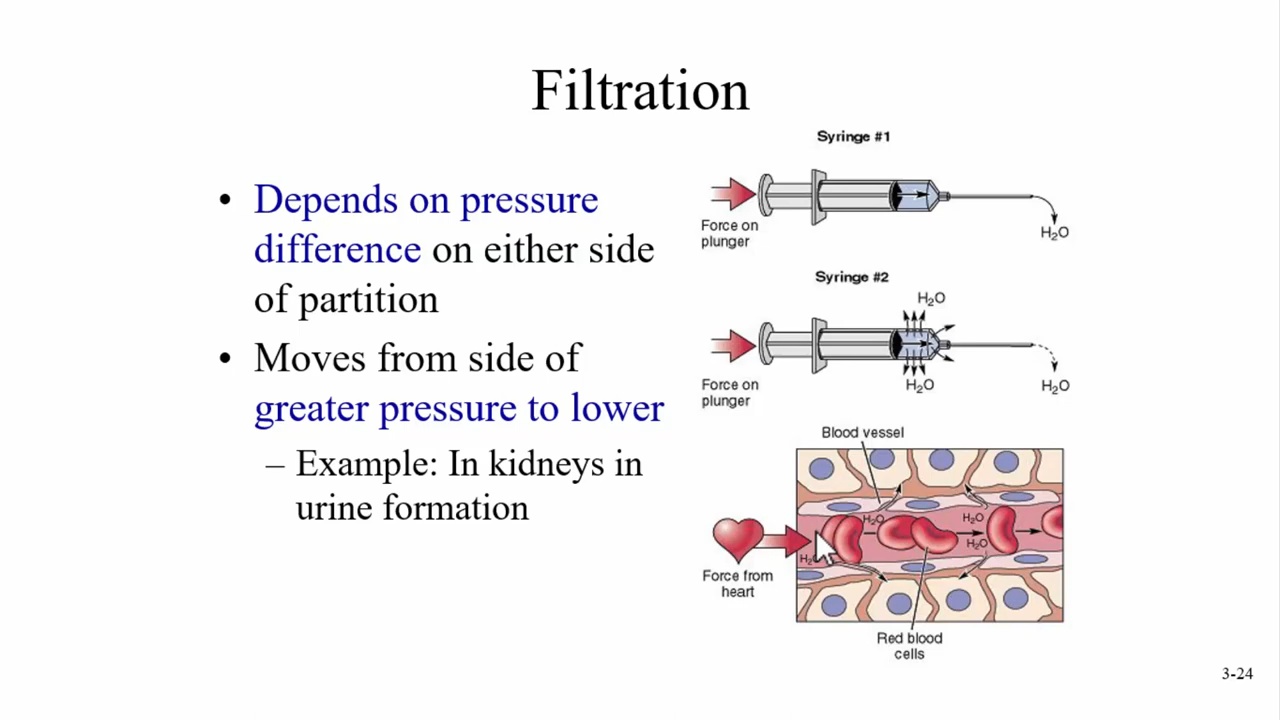 Filtration
• Depends on pressure
difference on either side
of partition
• Moves from side of
greater pressure to lower
– Example: In kidneys in
urine formation
Syringe #1
Force on
plunger
H₂O
Syringe #2
H₂O
Force on
plunger
H₂O
H₂O
Blood vessel
H₂O
H₂O
H₂O
Force from
heart
Red blood
cells
3-24